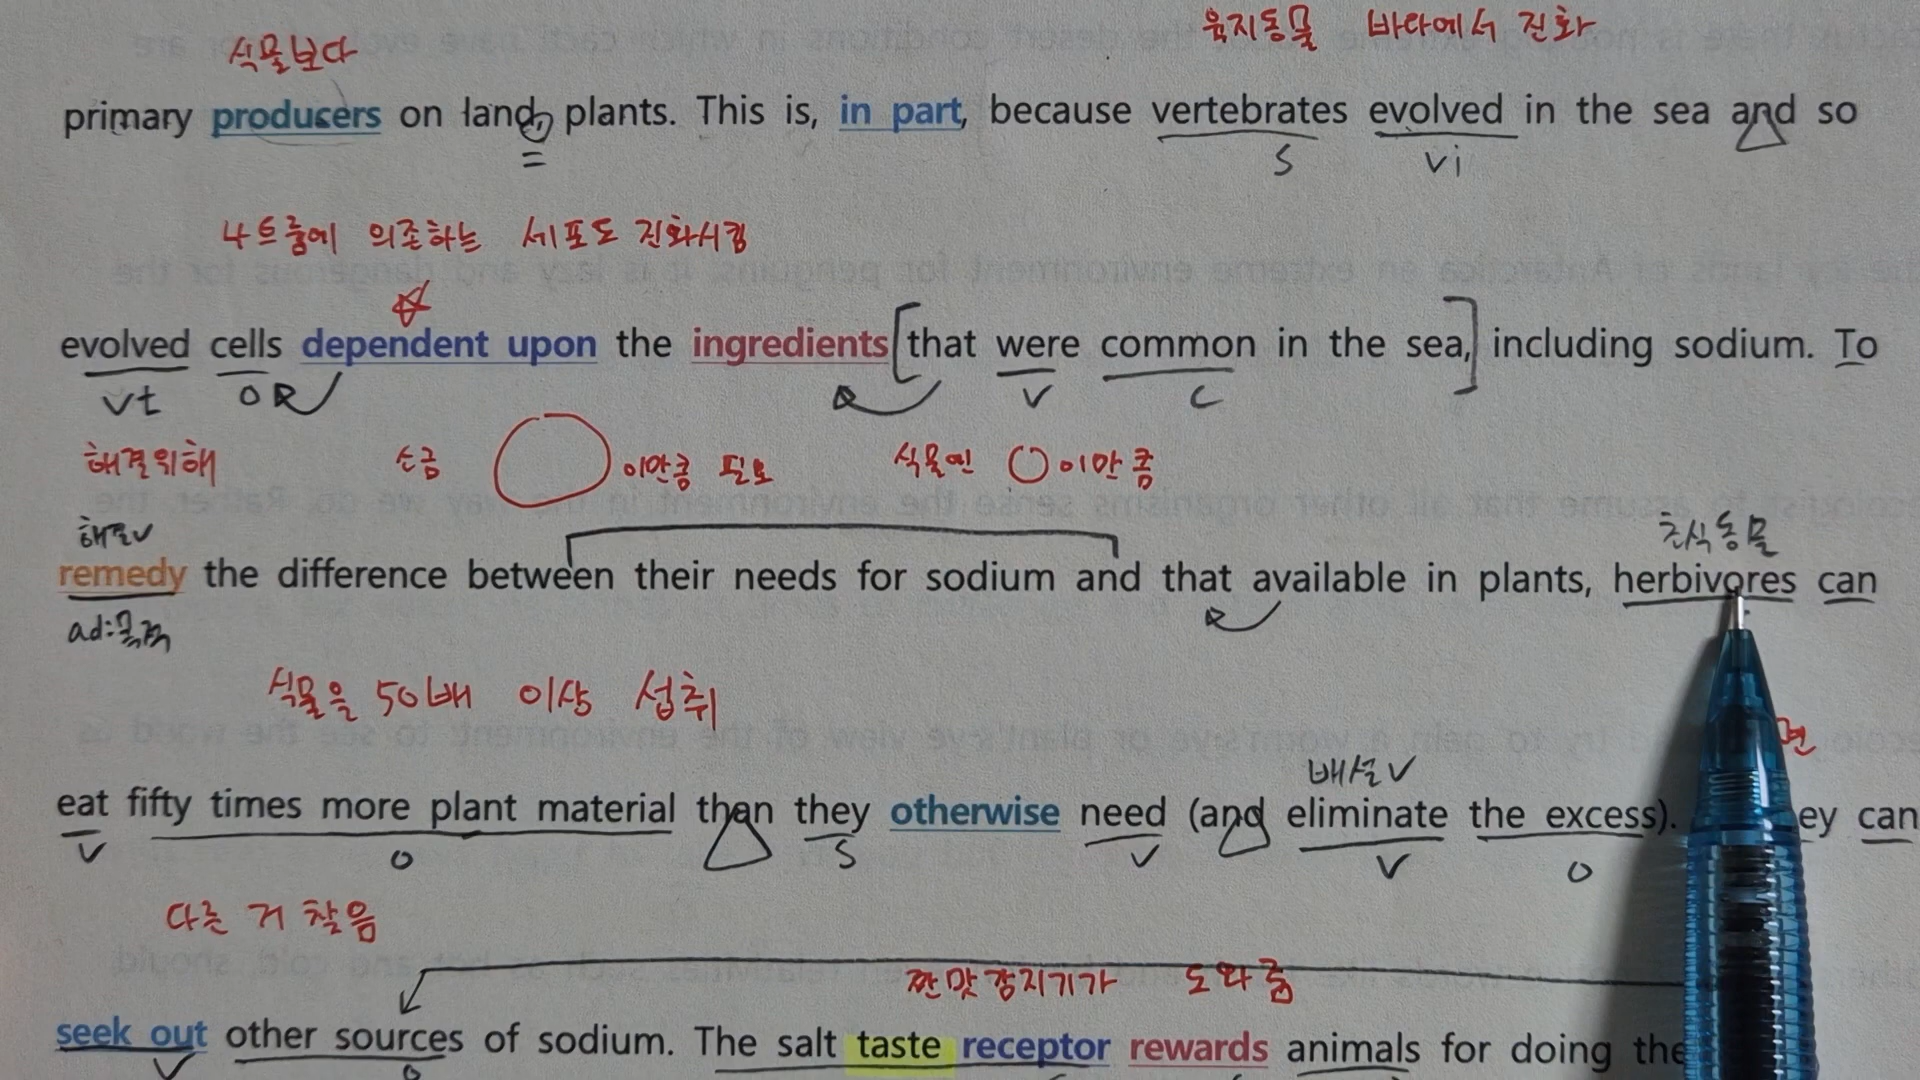 식물보다 육지동물 바다에서 진화
primary producers on land, plants. This is, in part, because vertebrates evolved in the sea and so
= S vi
나트륨에 의존하는 세포도 진화시킴
evolved cells dependent upon the ingredients [that were common in the sea,] including sodium. To
vt o v c
해결위해 소금 이만큼 필요 식물엔 이만큼
해결v 초식동물
remedy the difference between their needs for sodium and that available in plants, herbivores can
ad:목적
식물을 50배 이상 섭취
배설v 면
eat fifty times more plant material than they otherwise need (and eliminate the excess). ey can
v o s v v o
다른 거 찾음 짠맛감지기가 도와줌
seek out other sources of sodium. The salt taste receptor rewards animals for doing the
v o